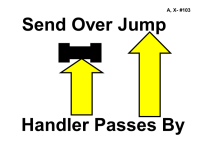 A, X- #103
Send Over Jump
Handler Passes By